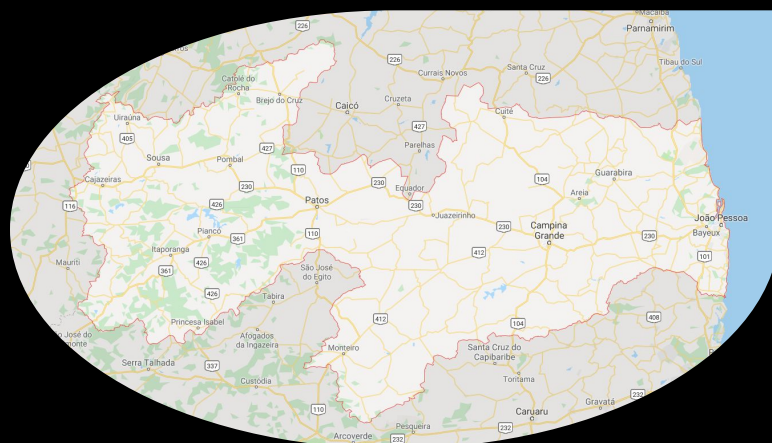 Macaíba
Parnamirim
226
Tibau do Sul
226
Santa Cruz
Currais Novos
226
Catolé do
Rocha
Brejo do Cruz
Caicó
Cruzeta
Cuité
Uiraúna
427
405
427
Parelhas
Sousa
Pombal
110
Guarabira
Cajazeiras
230
230
104
Equador
Areia
Patos
426
116
230
Juazeirinho
João Pessoa
Piancó
110
230
Campina
Grande
230
Bayeux
361
Itaporanga
412
101
Mauriti
426
361
São José
do Egito
426
Tabira
412
408
Princesa Isabel
104
Afogados
da Ingazeira
José do
Monteiro
Santa Cruz do
Capibaribe
Serra Talhada
337
Toritama
Custódia
232
110
Gravatá
Caruaru
Pesqueira
232
Arcoverde
232